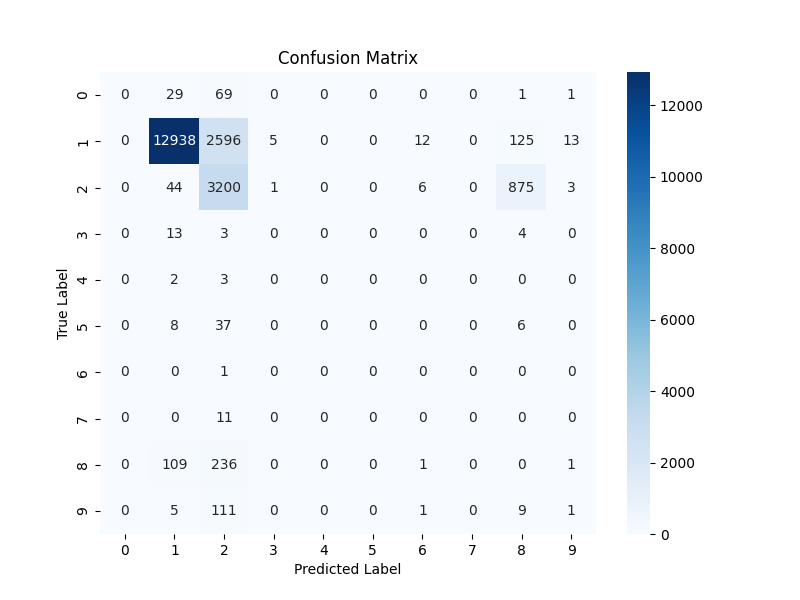 Confusion Matrix
0 0 29 69 0 0 0 0 0 1 1
1 0 12938 2596 5 0 0 12 0 125 13
2 0 44 3200 1 0 0 6 0 875 3
3 0 13 3 0 0 0 0 0 4 0
4 0 2 3 0 0 0 0 0 0 0
5 0 8 37 0 0 0 0 0 6 0
6 0 0 1 0 0 0 0 0 0 0
7 0 0 11 0 0 0 0 0 0 0
8 0 109 236 0 0 0 1 0 0 1
9 0 5 111 0 0 0 1 0 9 1
0 1 2 3 4 5 6 7 8 9
Predicted Label
True Label
12000
10000
8000
6000
4000
2000
0